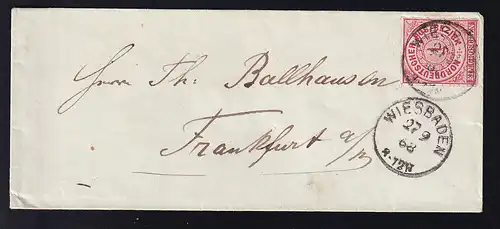 NORDDEUTSCHER POSTBEZIRK
Herrn Th. Ballhausen
WIESBADEN
27 9
68
Frankfurt a/M